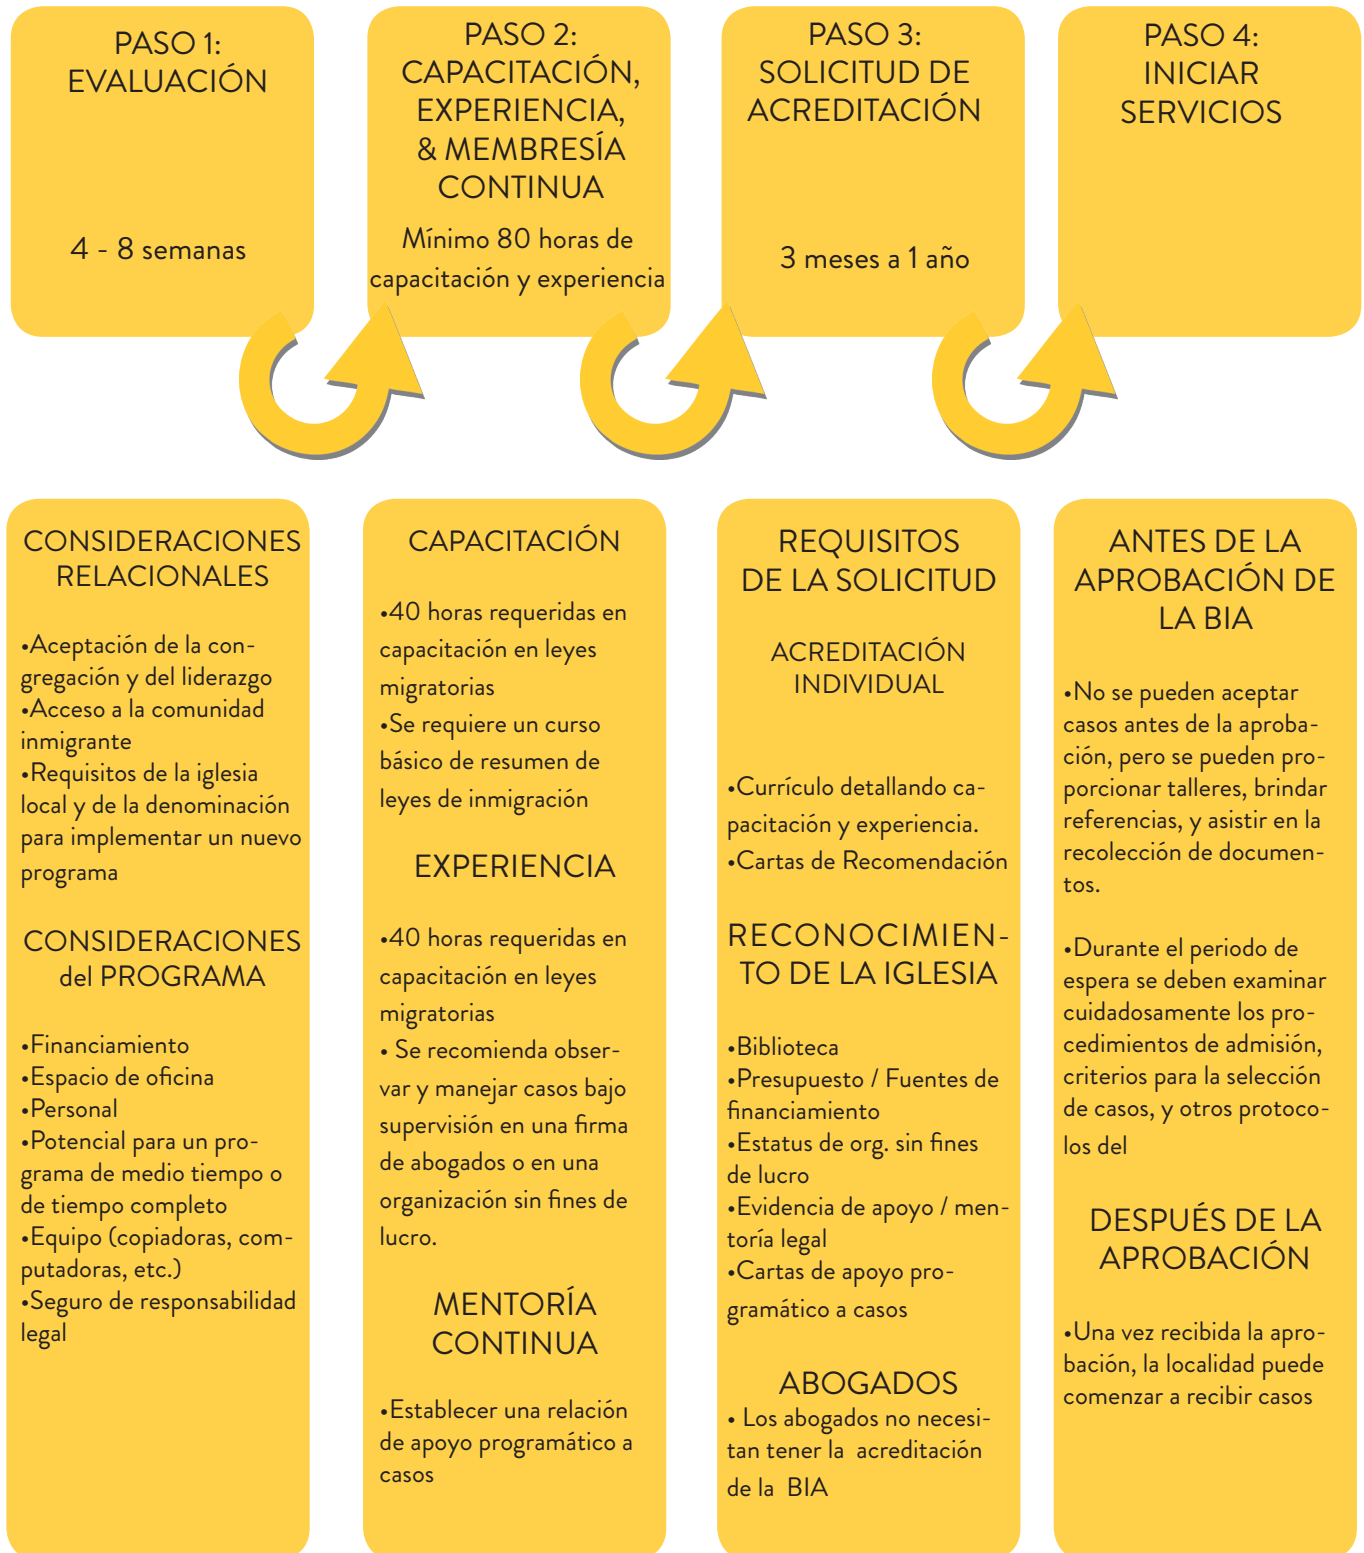 PASO 1:
EVALUACIÓN
4 - 8 semanas
PASO 2:
CAPACITACIÓN,
EXPERIENCIA,
& MEMBRESÍA
CONTINUA
Mínimo 80 horas de
capacitación y experiencia
PASO 3:
SOLICITUD DE
ACREDITACIÓN
3 meses a 1 año
PASO 4:
INICIAR
SERVICIOS
CONSIDERACIONES
RELACIONALES
•Aceptación de la con-
gregación y del liderazgo
•Acceso a la comunidad
inmigrante
•Requisitos de la iglesia
local y de la denominación
para implementar un nuevo
programa
CONSIDERACIONES
del PROGRAMA
•Financiamiento
•Espacio de oficina
•Personal
•Potencial para un pro-
grama de medio tiempo o
de tiempo completo
•Equipo (copiadoras, com-
putadoras, etc.)
•Seguro de responsabilidad
legal
CAPACITACIÓN
•40 horas requeridas en
capacitación en leyes
migratorias
•Se requiere un curso
básico de resumen de
leyes de inmigración
EXPERIENCIA
•40 horas requeridas en
capacitación en leyes
migratorias
• Se recomienda obser-
var y manejar casos bajo
supervisión en una firma
de abogados o en una
organización sin fines de
lucro.
MENTORÍA
CONTINUA
•Establecer una relación
de apoyo programático a
casos
REQUISITOS
DE LA SOLICITUD
ACREDITACIÓN
INDIVIDUAL
•Currículo detallando ca-
pacitación y experiencia.
•Cartas de Recomendación
RECONOCIMIEN-
TO DE LA IGLESIA
•Biblioteca
•Presupuesto / Fuentes de
financiamiento
•Estatus de org. sin fines
de lucro
•Evidencia de apoyo / men-
toría legal
•Cartas de apoyo pro-
gramático a casos
ABOGADOS
• Los abogados no necesi-
tan tener la acreditación
de la BIA
ANTES DE LA
APROBACIÓN DE
LA BIA
•No se pueden aceptar
casos antes de la aproba-
ción, pero se pueden pro-
porcionar talleres, brindar
referencias, y asistir en la
recolección de documen-
tos.
•Durante el periodo de
espera se deben examinar
cuidadosamente los pro-
cedimientos de admisión,
criterios para la selección
de casos, y otros protoco-
los del
DESPUÉS DE LA
APROBACIÓN
•Una vez recibida la apro-
bación, la localidad puede
comenzar a recibir casos